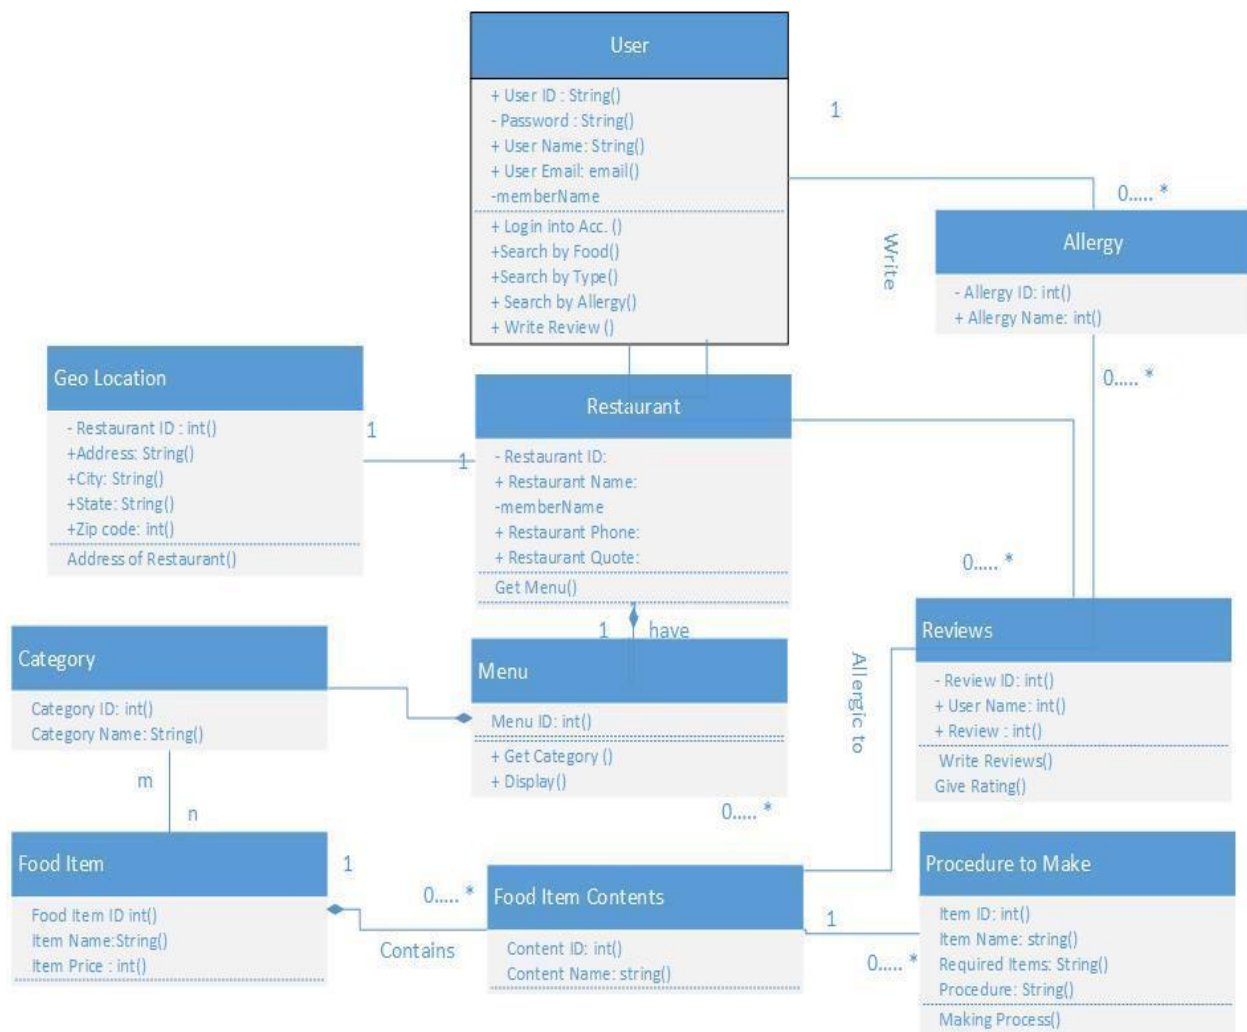 User
+ User ID : String()
- Password : String()
+ User Name: String()
+ User Email: email()
-memberName
+ Login into Acc. ()
+Search by Food()
+Search by Type()
+ Search by Allergy()
+ Write Review ()
1
0..... *
Write
Allergy
- Allergy ID: int()
+ Allergy Name: int()
0..... *
Geo Location
- Restaurant ID : int()
+Address: String()
+City: String()
+State: String()
+Zip code: int()
Address of Restaurant()
1
1
Restaurant
- Restaurant ID:
+ Restaurant Name:
-memberName
+ Restaurant Phone:
+ Restaurant Quote:
Get Menu()
0..... *
1
have
Category
Category ID: int()
Category Name: String()
Menu
Menu ID: int()
+ Get Category ()
+ Display()
0..... *
Allergic to
Reviews
- Review ID: int()
+ User Name: int()
+ Review : int()
Write Reviews()
Give Rating()
m
n
Food Item
Food Item ID int()
Item Name:String()
Item Price : int()
1
0..... *
Contains
Food Item Contents
Content ID: int()
Content Name: string()
1
0..... *
Procedure to Make
Item ID: int()
Item Name: string()
Required Items: String()
Procedure: String()
Making Process()